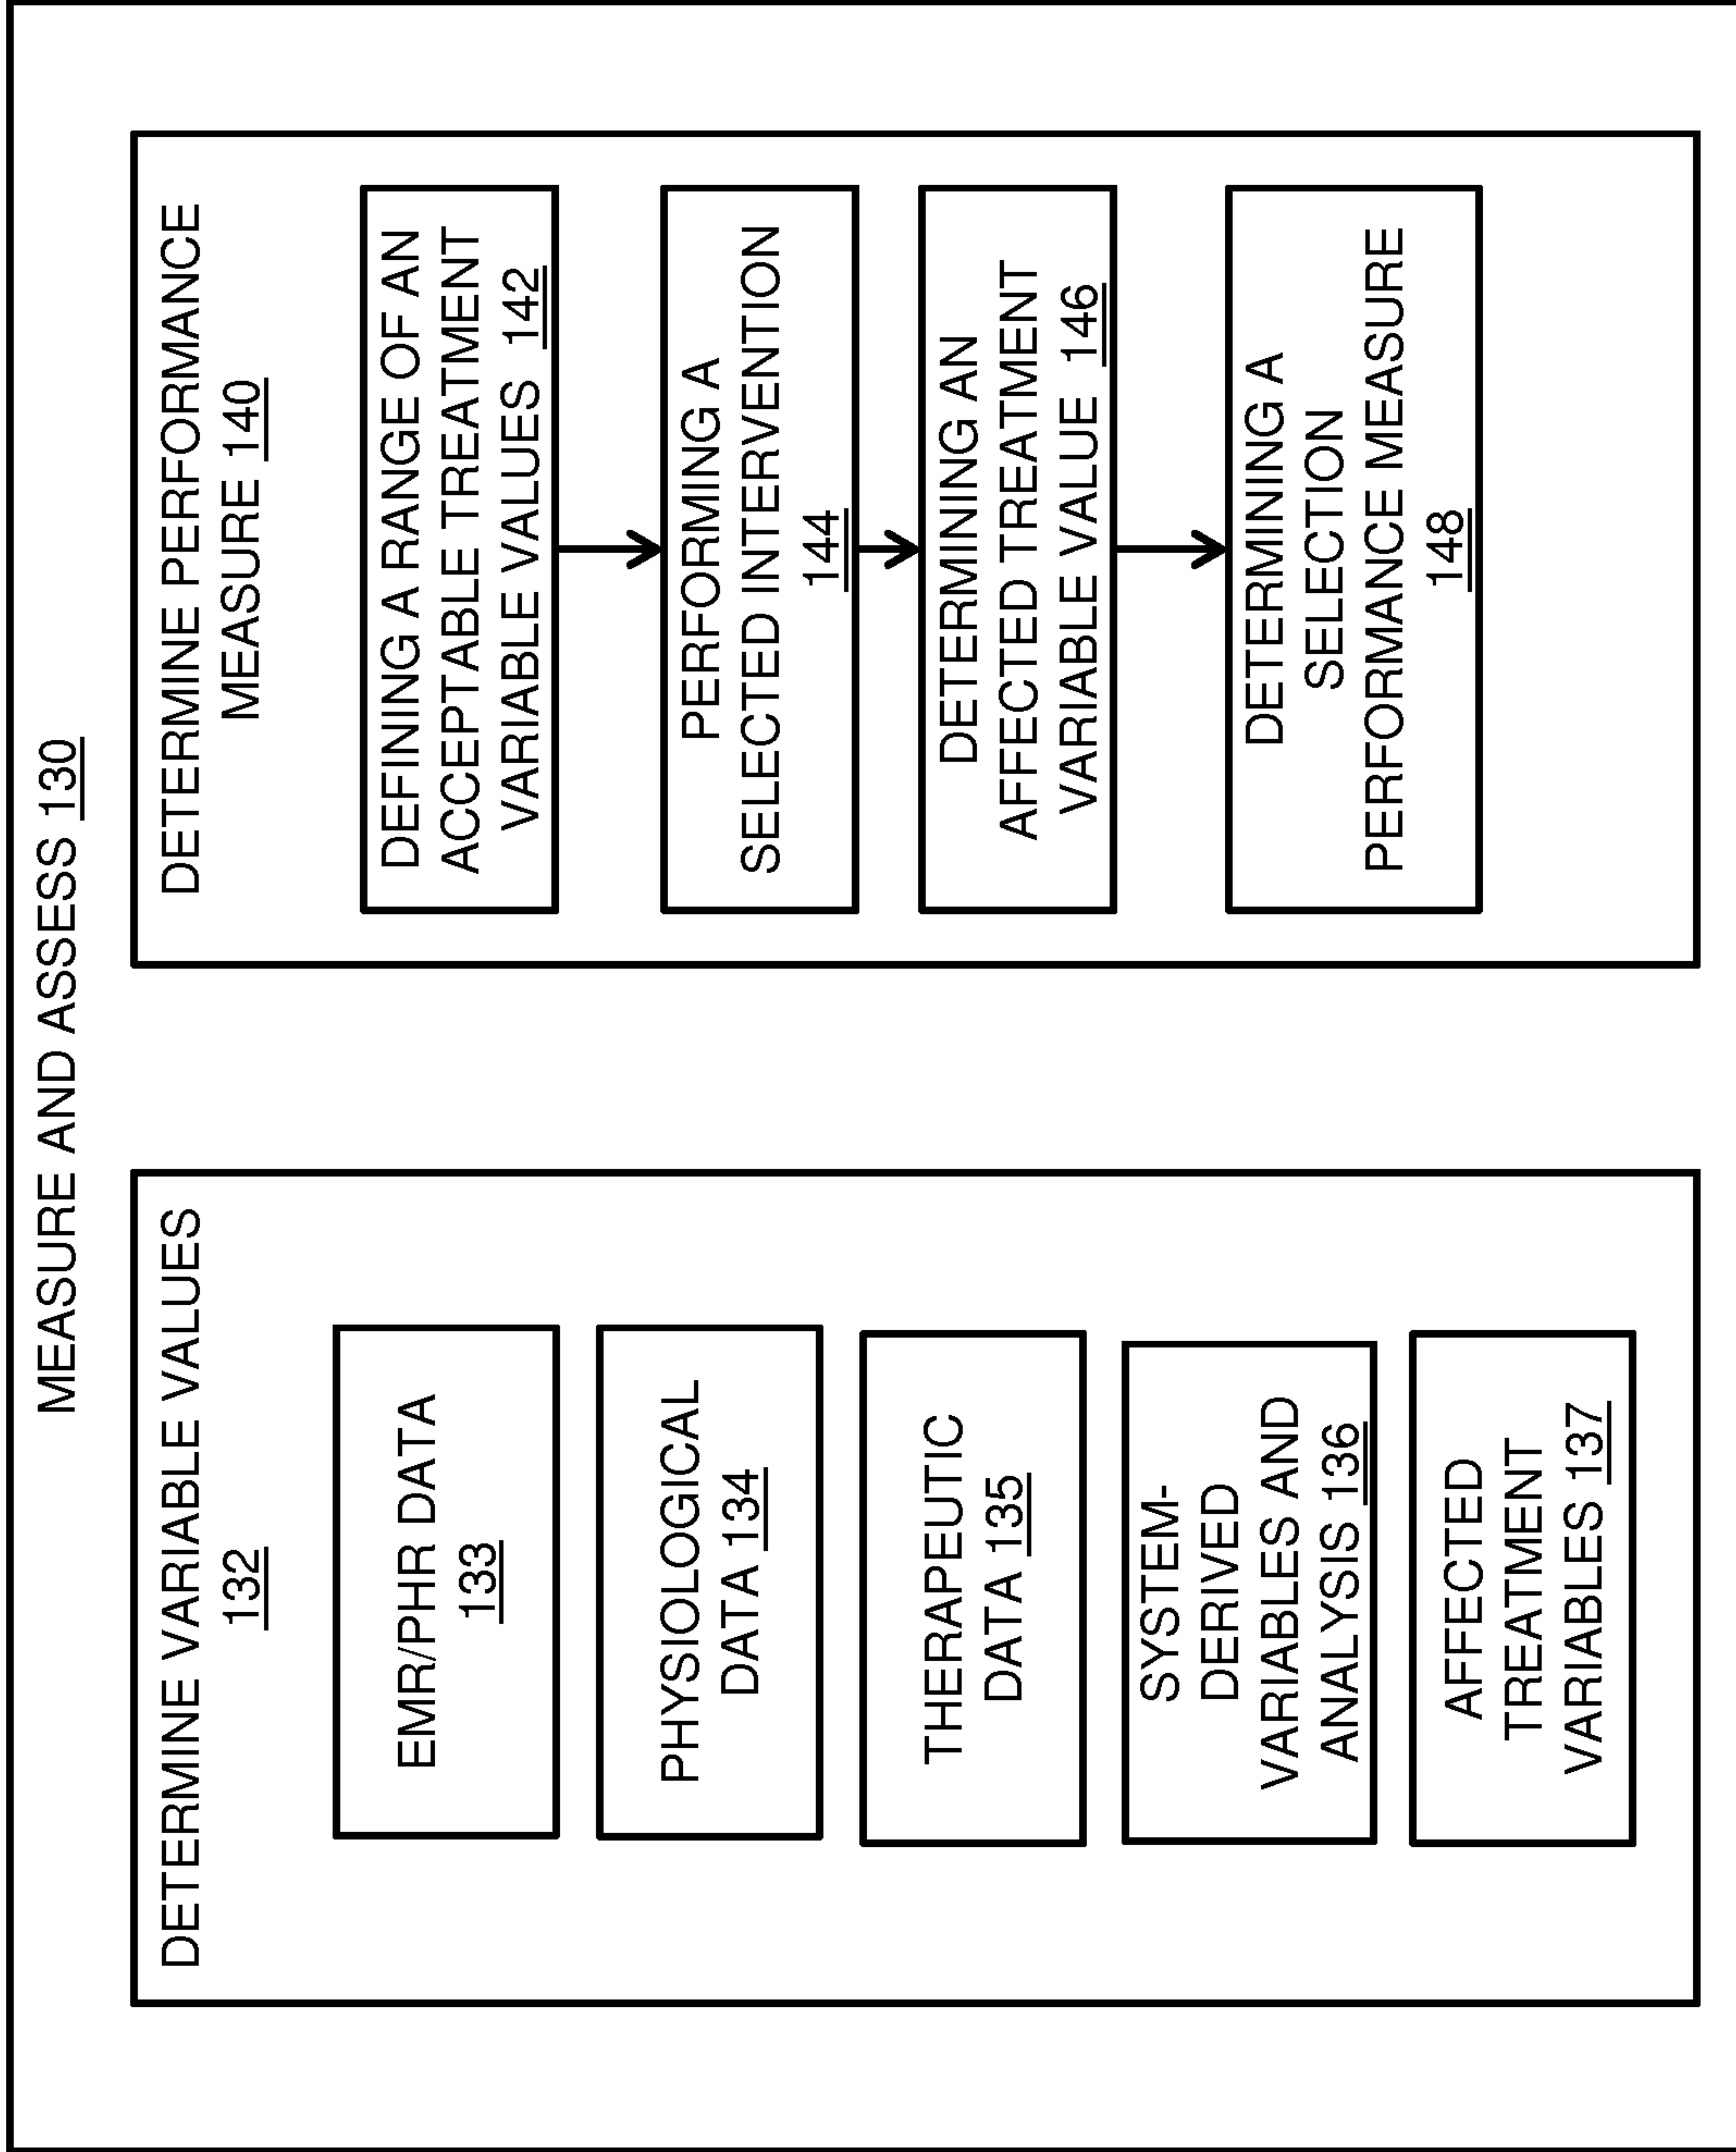 MEASURE AND ASSESS 130
DETERMINE VARIABLE VALUES
132
EMR/PHR DATA
133
PHYSIOLOGICAL
DATA 134
THERAPEUTIC
DATA 135
SYSTEM-
DERIVED
VARIABLES AND
ANALYSIS 136
AFFECTED
TREATMENT
VARIABLES 137
DETERMINE PERFORMANCE
MEASURE 140
DEFINING A RANGE OF AN
ACCEPTABLE TREATMENT
VARIABLE VALUES 142
PERFORMING A
SELECTED INTERVENTION
144
DETERMINING AN
AFFECTED TREATMENT
VARIABLE VALUE 146
DETERMINING A
SELECTION
PERFORMANCE MEASURE
148